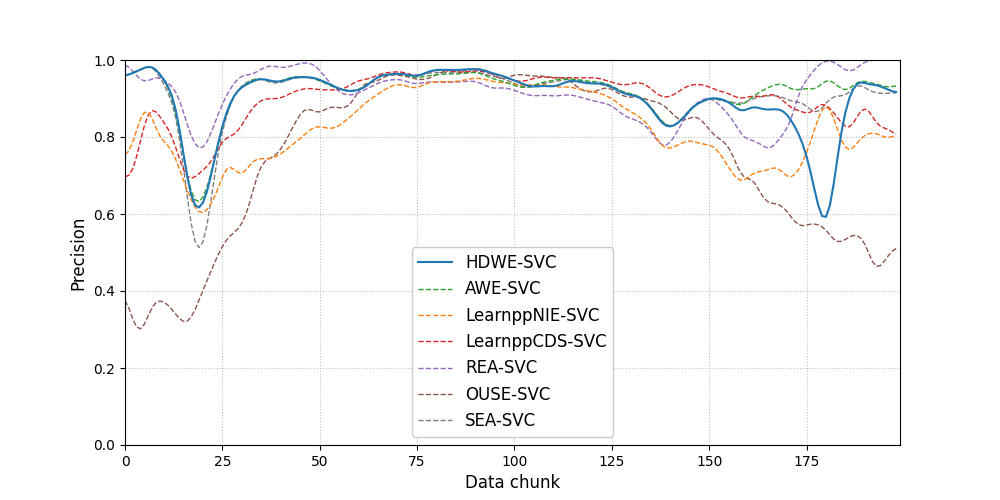 1.0
0.8
0.6
0.4
0.2
0.0
Precision
HDWE-SVC
AWE-SVC
LearnppNIE-SVC
LearnppCDS-SVC
REA-SVC
OUSE-SVC
SEA-SVC
0 25 50 75 100 125 150 175
Data chunk